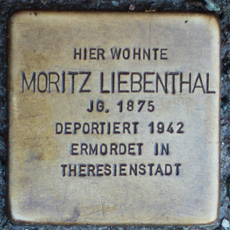 HIER WOHNTE
MORITZ LIEBENTHAL
JG. 1875
DEPORTIERT 1942
ERMORDET IN
THERESIENSTADT